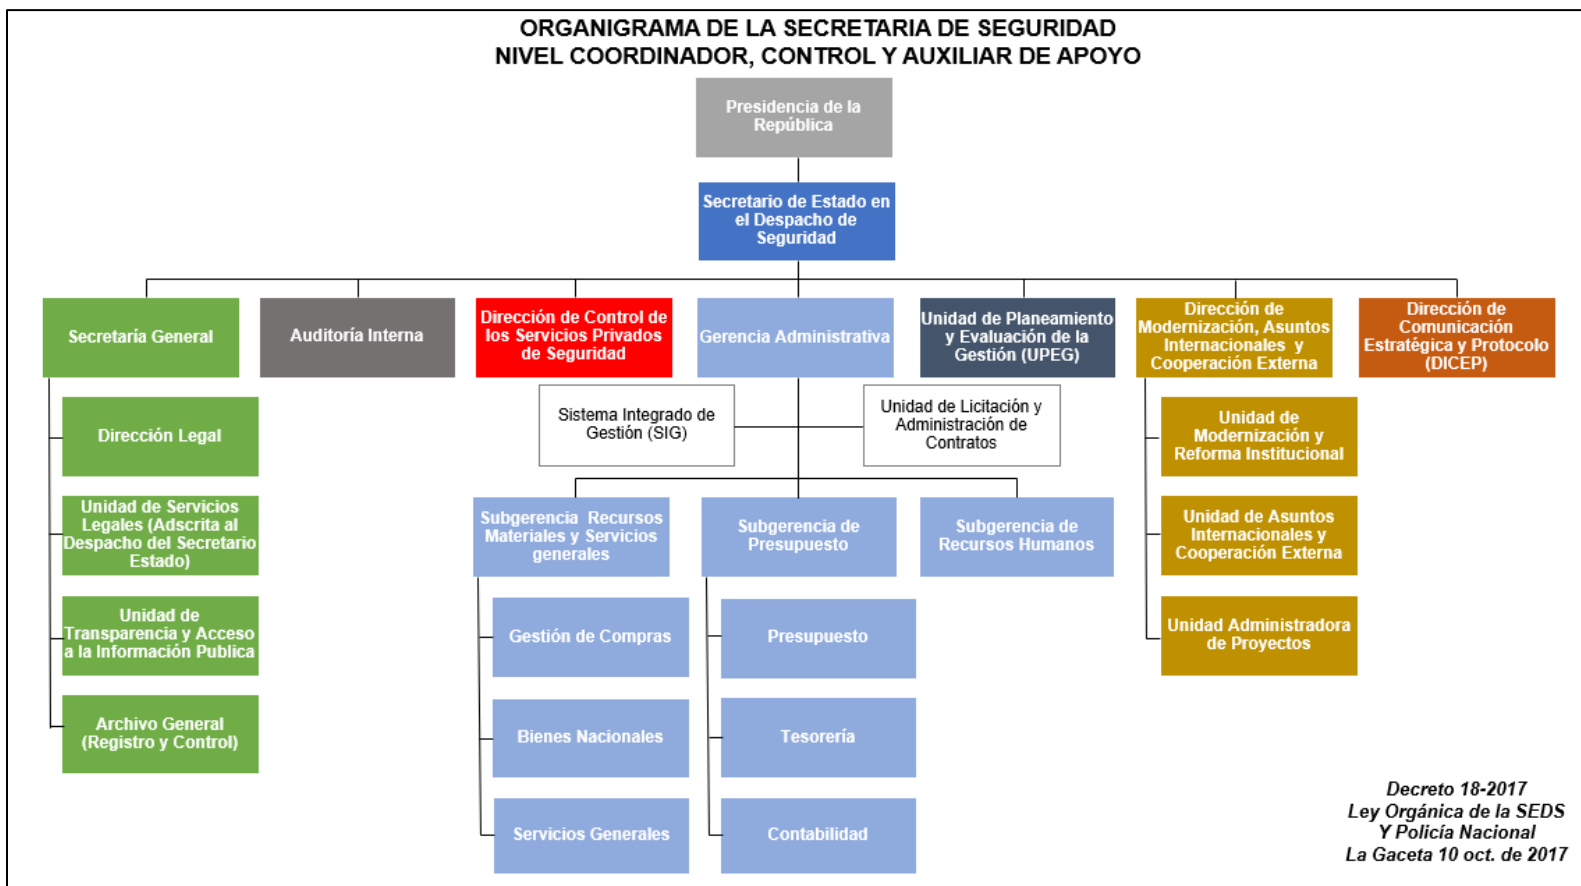 ORGANIGRAMA DE LA SECRETARIA DE SEGURIDAD
NIVEL COORDINADOR, CONTROL Y AUXILIAR DE APOYO
Presidencia de la
República
Secretario de Estado en
el Despacho de
Seguridad
Secretaría General
Auditoría Interna
Dirección de Control de
los Servicios Privados
de Seguridad
Gerencia Administrativa
Unidad de Planeamiento
y Evaluación de la
Gestión (UPEG)
Dirección de
Modernización, Asuntos
Internacionales y
Cooperación Externa
Dirección de
Comunicación
Estratégica y Protocolo
(DICEP)
Sistema Integrado de
Gestión (SIG)
Unidad de Licitación y
Administración de
Contratos
Dirección Legal
Unidad de Servicios
Legales (Adscrita al
Despacho del Secretario
Estado)
Unidad de
Transparencia y Acceso
a la Información Publica
Archivo General
(Registro y Control)
Subgerencia Recursos
Materiales y Servicios
generales
Gestión de Compras
Bienes Nacionales
Servicios Generales
Subgerencia de
Presupuesto
Presupuesto
Tesorería
Contabilidad
Subgerencia de
Recursos Humanos
Unidad de
Modernización y
Reforma Institucional
Unidad de Asuntos
Internacionales y
Cooperación Externa
Unidad Administradora
de Proyectos
Decreto 18-2017
Ley Orgánica de la SEDS
Y Policía Nacional
La Gaceta 10 oct. de 2017